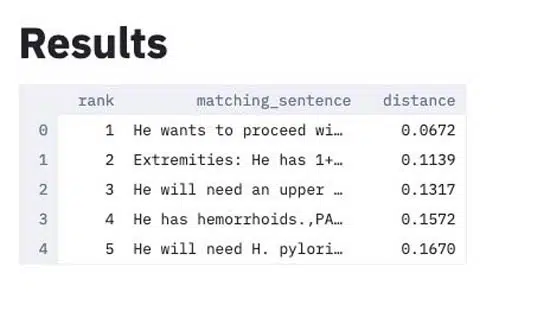 Results
rank matching_sentence distance
0 1 He wants to proceed wi… 0.0672
1 2 Extremities: He has 1+… 0.1139
2 3 He will need an upper … 0.1317
3 4 He has hemorrhoids.,PA… 0.1572
4 5 He will need H. pylori… 0.1670